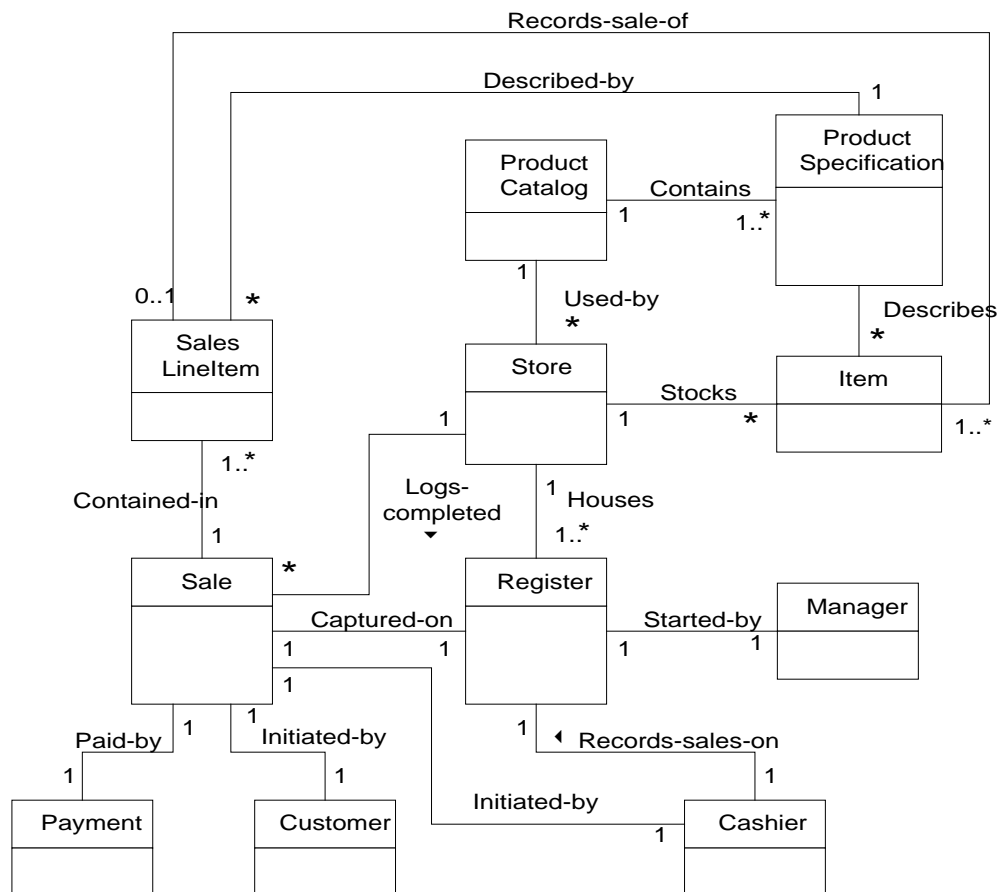 Records-sale-of
Described-by
1
Product
Catalog
Product
Specification
Contains
1
1..*
1
Used-by
*
0..1
*
Describes
*
Sales
LineItem
Store
Item
Stocks
1
1
*
1..*
1..*
Contained-in
1
Logs-
completed
1
Houses
1..*
Sale
*
Register
Manager
Captured-on
1
1
Started-by
1
1
1
1
1
1
Paid-by
Initiated-by
Records-sales-on
1
1
1
Initiated-by
1
Payment
Customer
Cashier